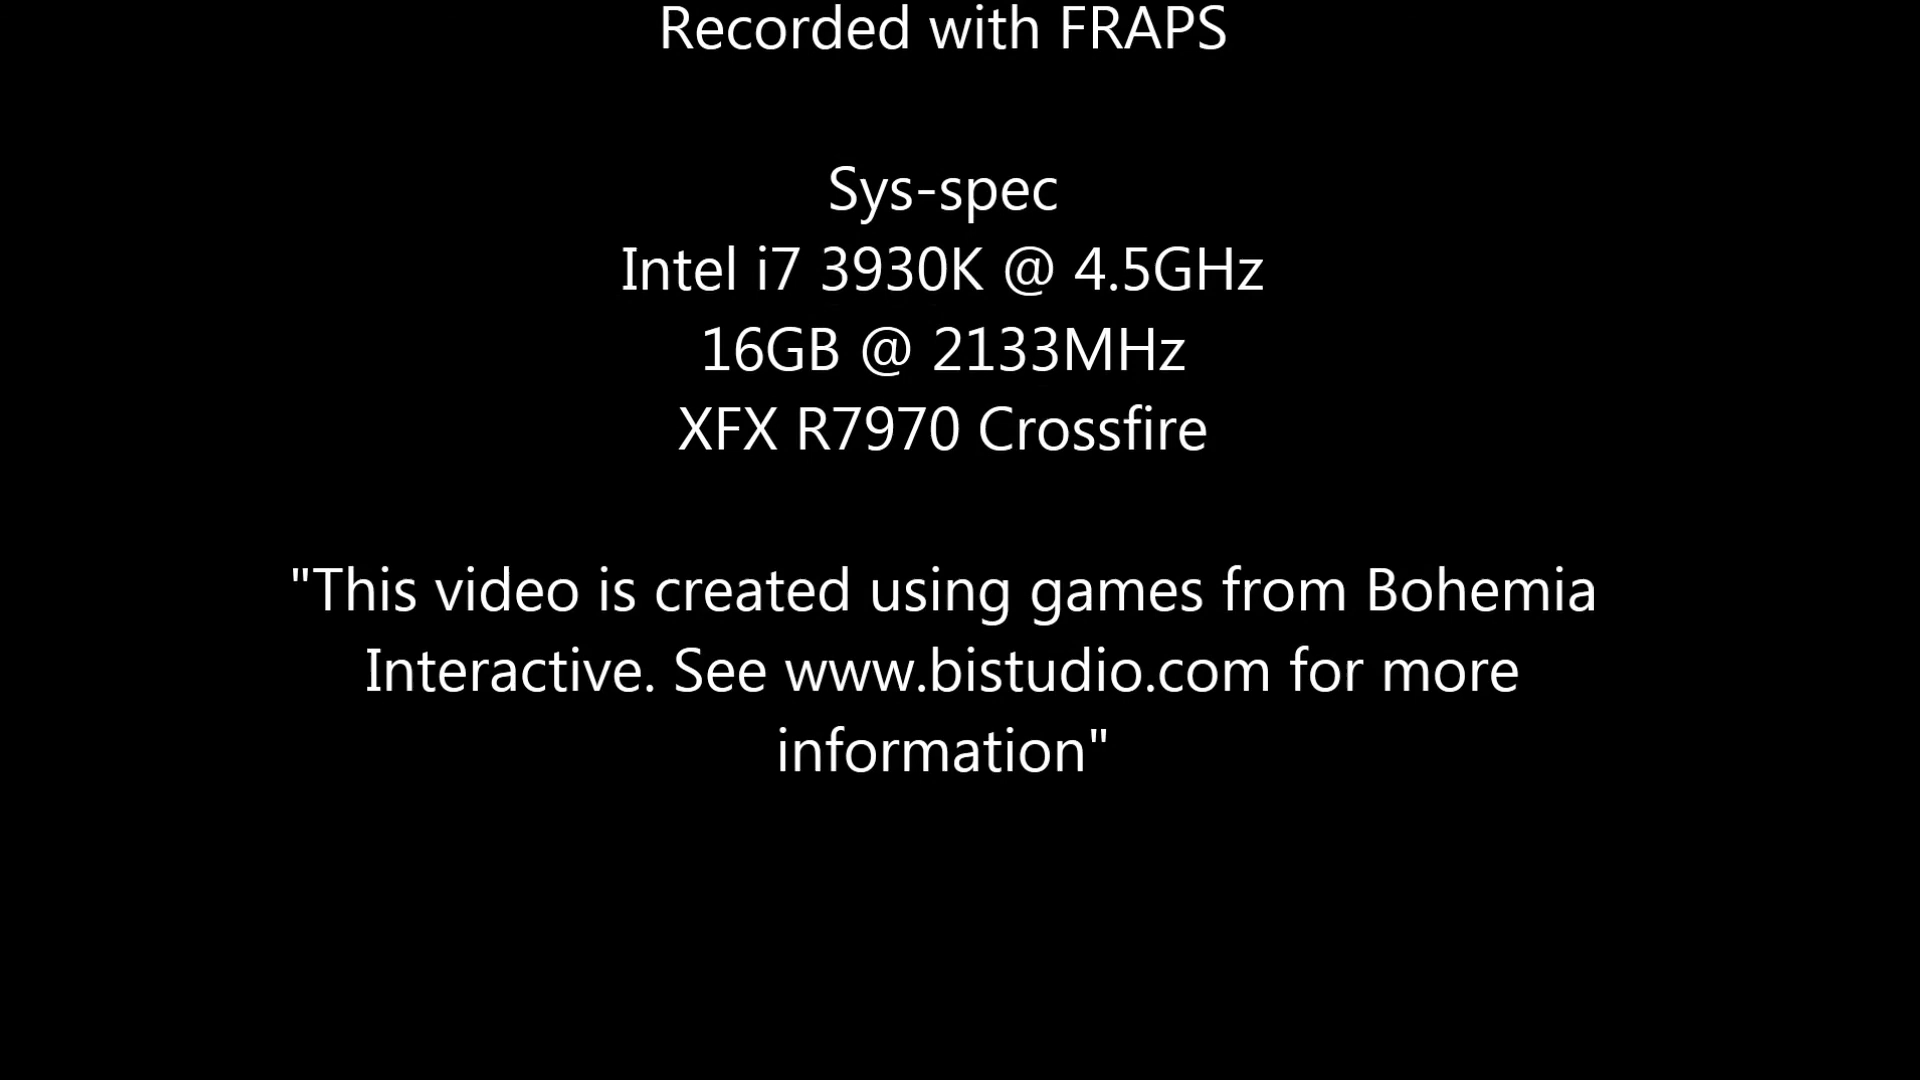 Recorded with FRAPS
Sys-spec
Intel i7 3930K @ 4.5GHz
16GB @ 2133MHz
XFX R7970 Crossfire
"This video is created using games from Bohemia
Interactive. See www.bistudio.com for more
information"